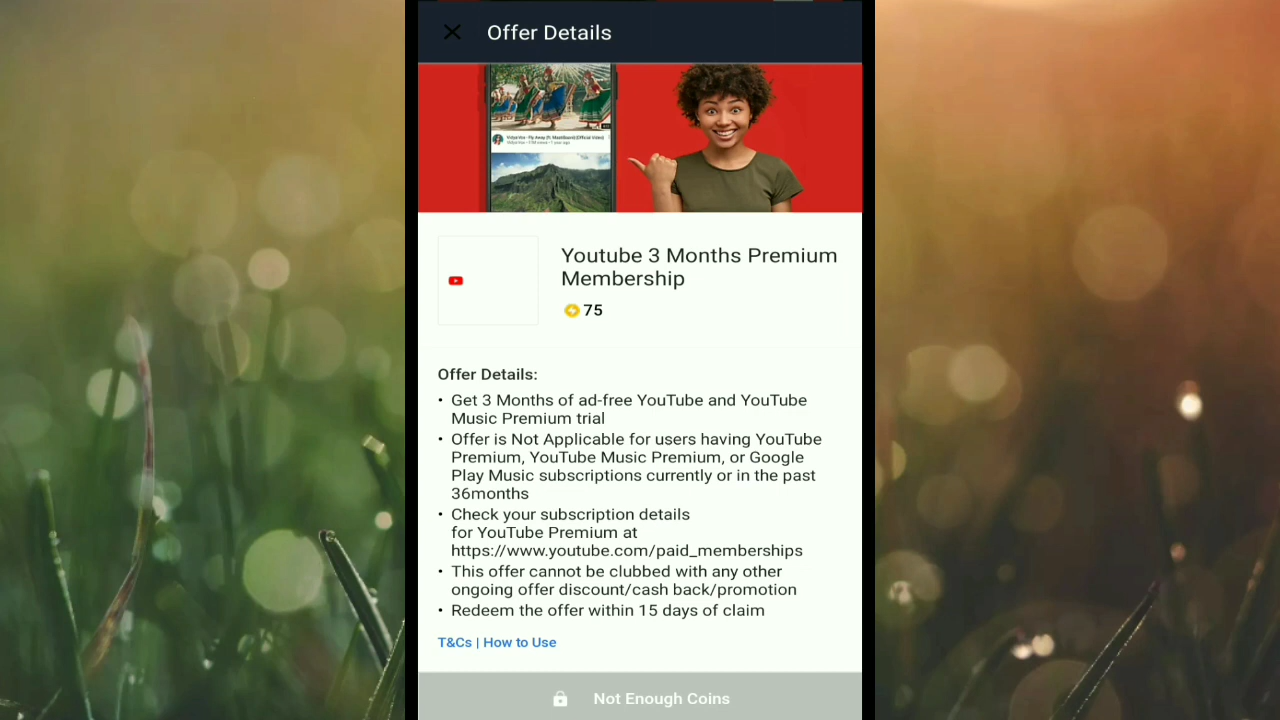 Offer Details
Youtube 3 Months Premium
Membership
75
Offer Details:
• Get 3 Months of ad-free YouTube and YouTube
Music Premium trial
• Offer is Not Applicable for users having YouTube
Premium, YouTube Music Premium, or Google
Play Music subscriptions currently or in the past
36months
• Check your subscription details
for YouTube Premium at
https://www.youtube.com/paid_memberships
• This offer cannot be clubbed with any other
ongoing offer discount/cash back/promotion
• Redeem the offer within 15 days of claim
T&Cs | How to Use
Not Enough Coins